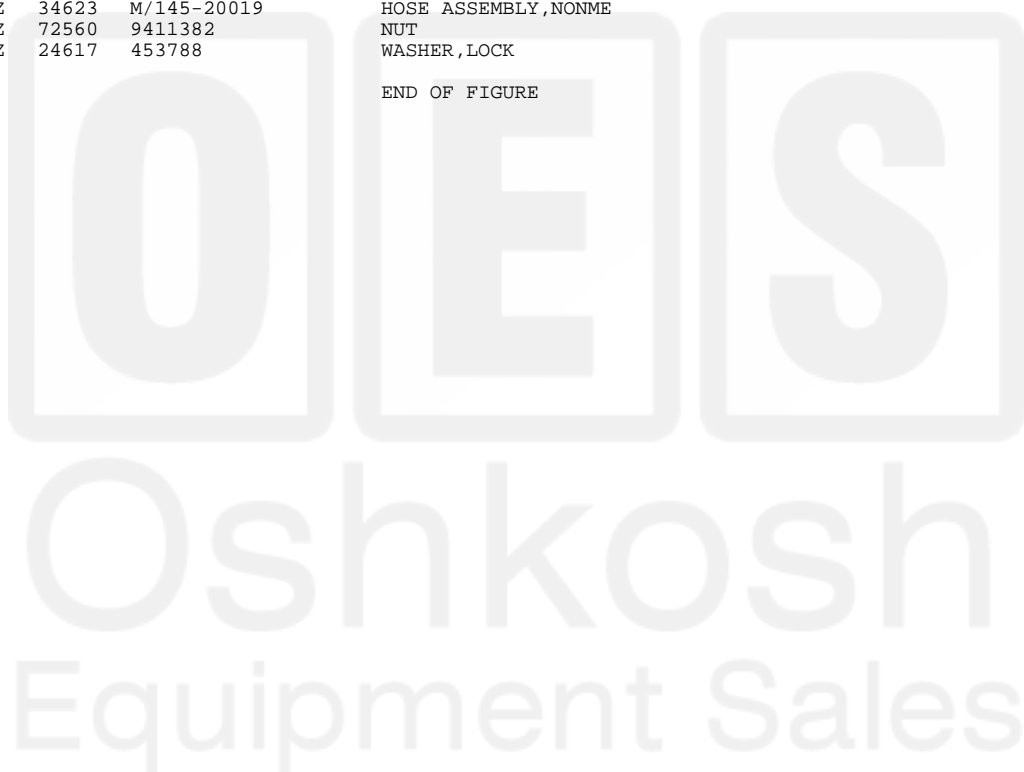 Z 34623 M/145-20019 HOSE ASSEMBLY,NONME
Z 72560 9411382 NUT
Z 24617 453788 WASHER,LOCK
END OF FIGURE
OES
Oshkosh
Equipment Sales